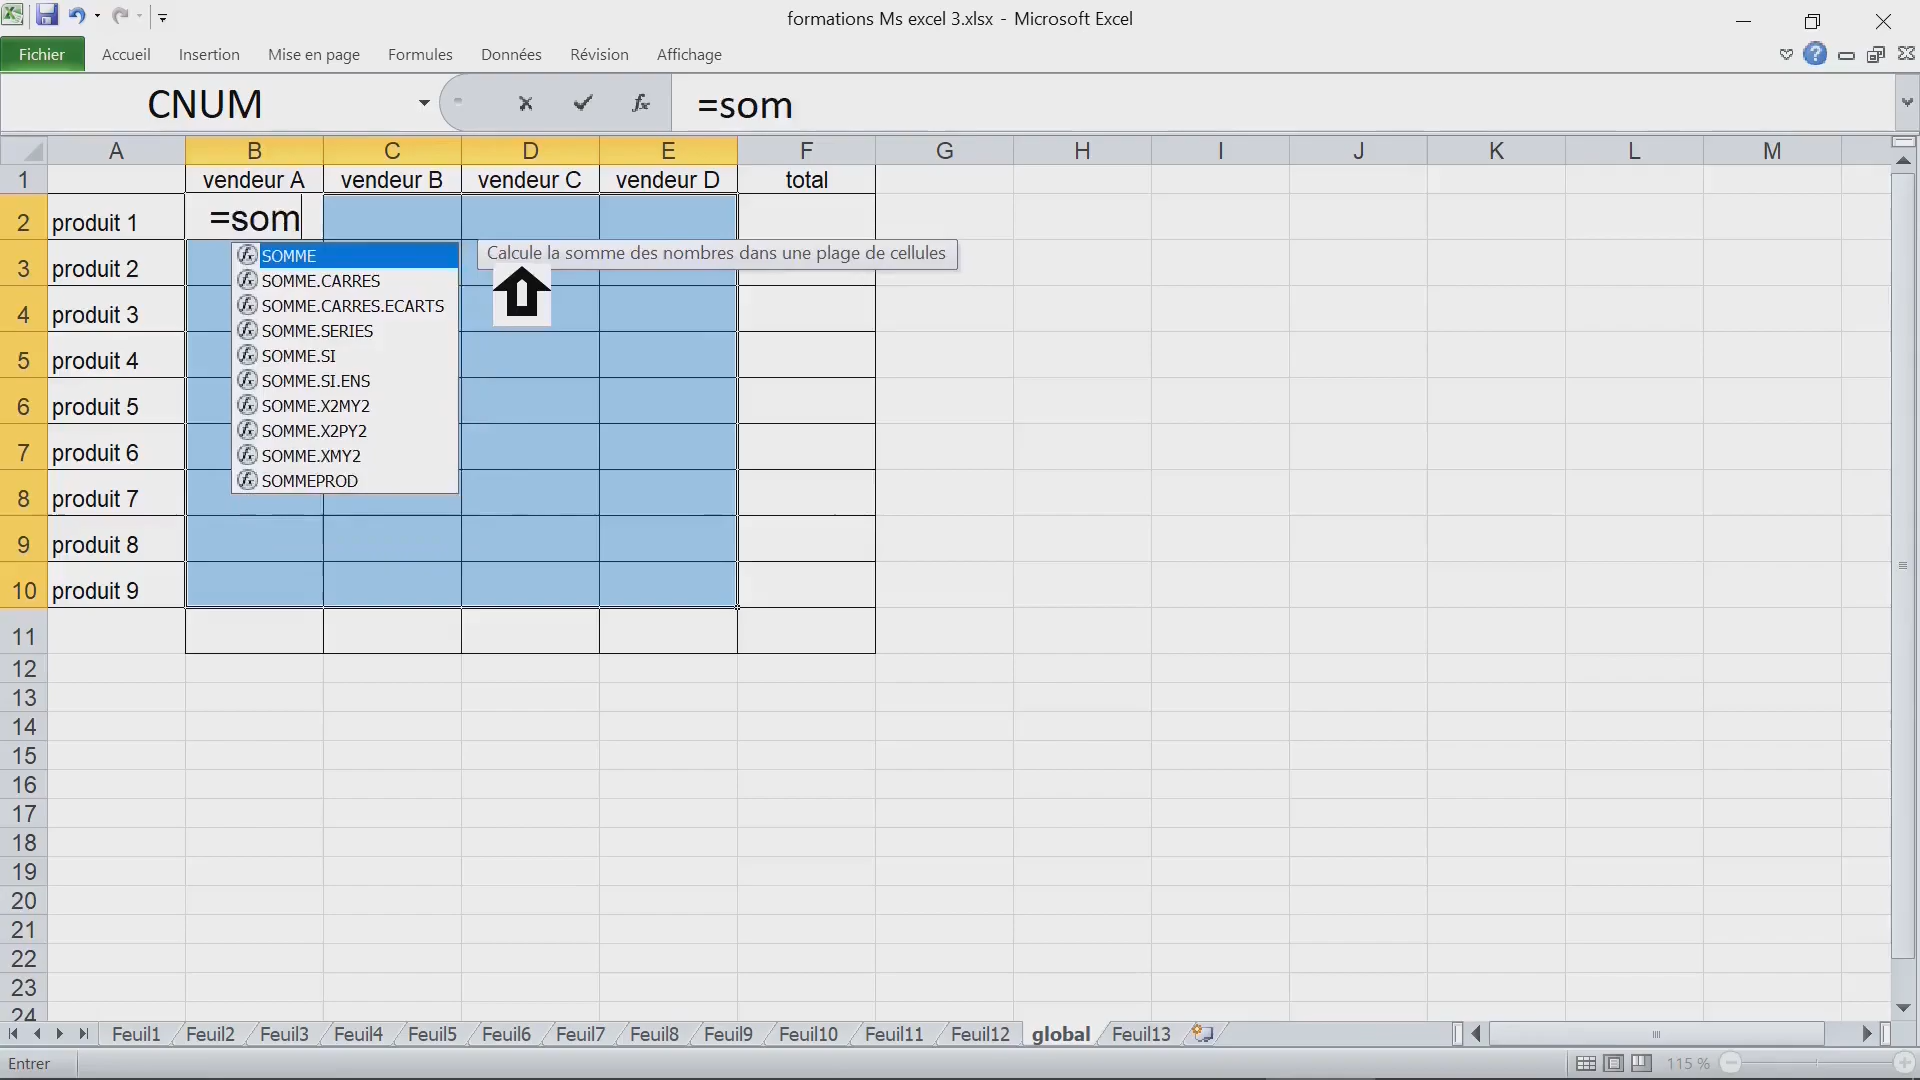 formations Ms excel 3.xlsx - Microsoft Excel
Fichier Accueil Insertion Mise en page Formules Données Révision Affichage
CNUM fx =som
A B C D E F G H I J K L M
1 vendeur A vendeur B vendeur C vendeur D total
2 produit 1 =som
SOMME Calcule la somme des nombres dans une plage de cellules
3 produit 2
SOMME.CARRES
SOMME.CARRES.ECARTS
4 produit 3
SOMME.SERIES
SOMME.SI
5 produit 4
SOMME.SI.ENS
6 produit 5
SOMME.X2MY2
SOMME.X2PY2
7 produit 6
SOMME.XMY2
SOMMEPROD
8 produit 7
9 produit 8
10 produit 9
11
12
13
14
15
16
17
18
19
20
21
22
23
24
Feuil1 Feuil2 Feuil3 Feuil4 Feuil5 Feuil6 Feuil7 Feuil8 Feuil9 Feuil10 Feuil11 Feuil12 global Feuil13
Entrer 115 %